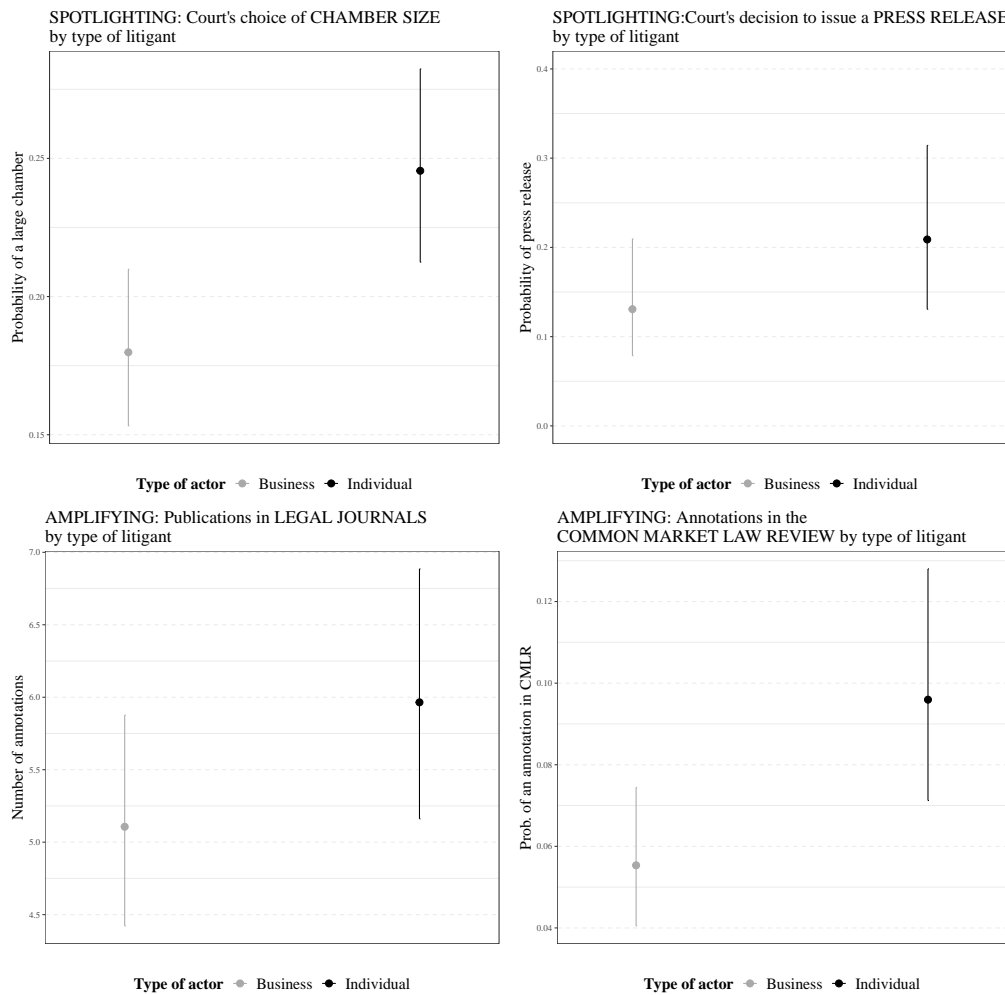 SPOTLIGHTING: Court's choice of CHAMBER SIZE
by type of litigant
Probability of a large chamber
0.25
0.20
0.15
Type of actor Business Individual
SPOTLIGHTING:Court's decision to issue a PRESS RELEASE
by type of litigant
Probability of press release
0.4
0.3
0.2
0.1
0.0
Type of actor Business Individual
AMPLIFYING: Publications in LEGAL JOURNALS
by type of litigant
Number of annotations
7.0
6.5
6.0
5.5
5.0
4.5
Type of actor Business Individual
AMPLIFYING: Annotations in the
COMMON MARKET LAW REVIEW by type of litigant
Prob. of an annotation in CMLR
0.12
0.10
0.08
0.06
0.04
Type of actor Business Individual